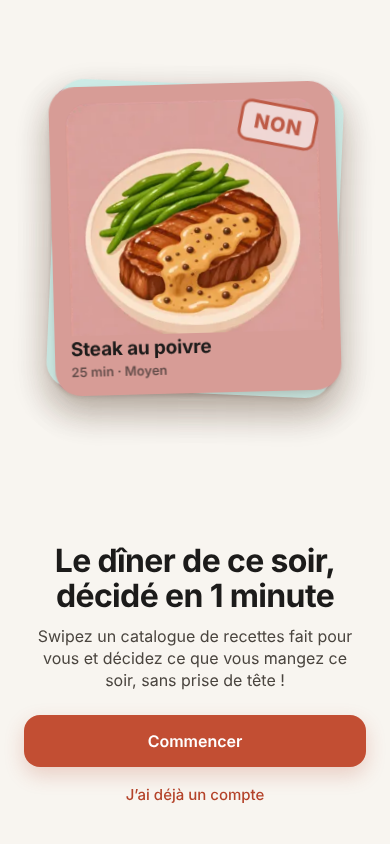 NON
Steak au poivre
25 min · Moyen
Le dîner de ce soir,
décidé en 1 minute
Swipez un catalogue de recettes fait pour
vous et décidez ce que vous mangez ce
soir, sans prise de tête !
Commencer
J'ai déjà un compte